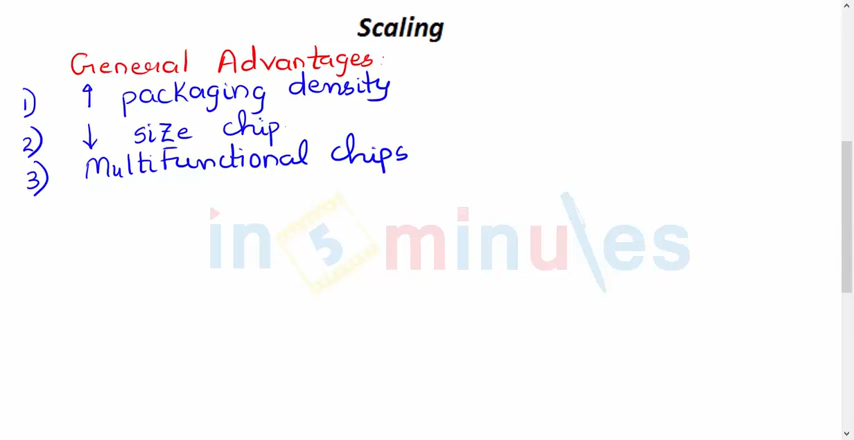 Scaling
General Advantages:
1) ↑ packaging density
2) ↓ size chip
3) Multifunctional chips
in 5 minutes